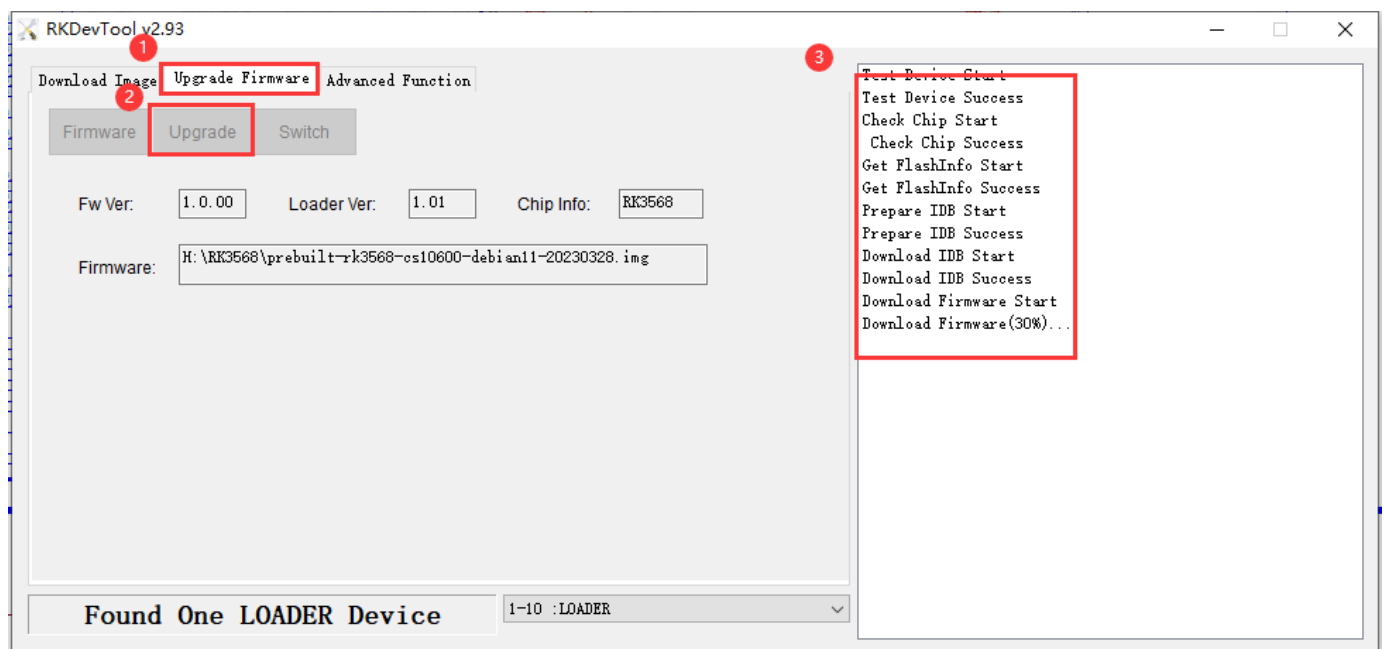 RKDevTool v2.93
1
3
Download Image Upgrade Firmware Advanced Function
2
Firmware Upgrade Switch
Fw Ver: 1.0.00 Loader Ver: 1.01 Chip Info: RK3568
Firmware: H:\RK3568\prebuilt-rk3568-cs10600-debian11-20230328.img
Found One LOADER Device
1-10 :LOADER
Test Device Start
Test Device Success
Check Chip Start
Check Chip Success
Get FlashInfo Start
Get FlashInfo Success
Prepare IDB Start
Prepare IDB Success
Download IDB Start
Download IDB Success
Download Firmware Start
Download Firmware(30%)...